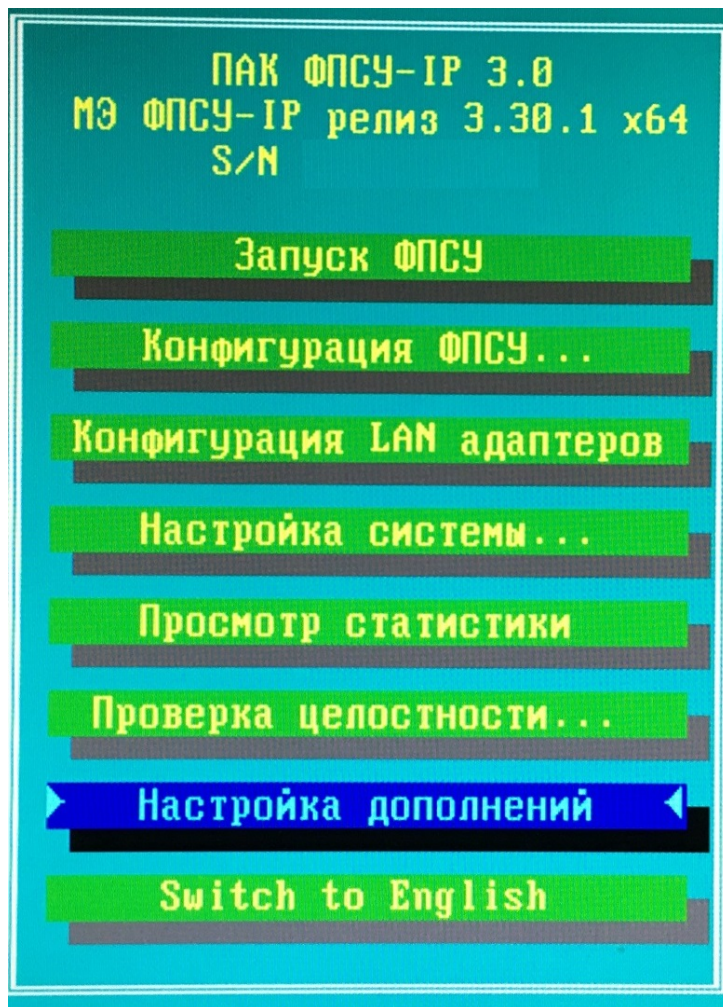 ПАК ФПСУ-IP 3.0
МЭ ФПСУ-IP релиз 3.30.1 x64
S/N
Запуск ФПСУ
Конфигурация ФПСУ...
Конфигурация LAN адаптеров
Настройка системы...
Просмотр статистики
Проверка целостности...
Настройка дополнений
Switch to English